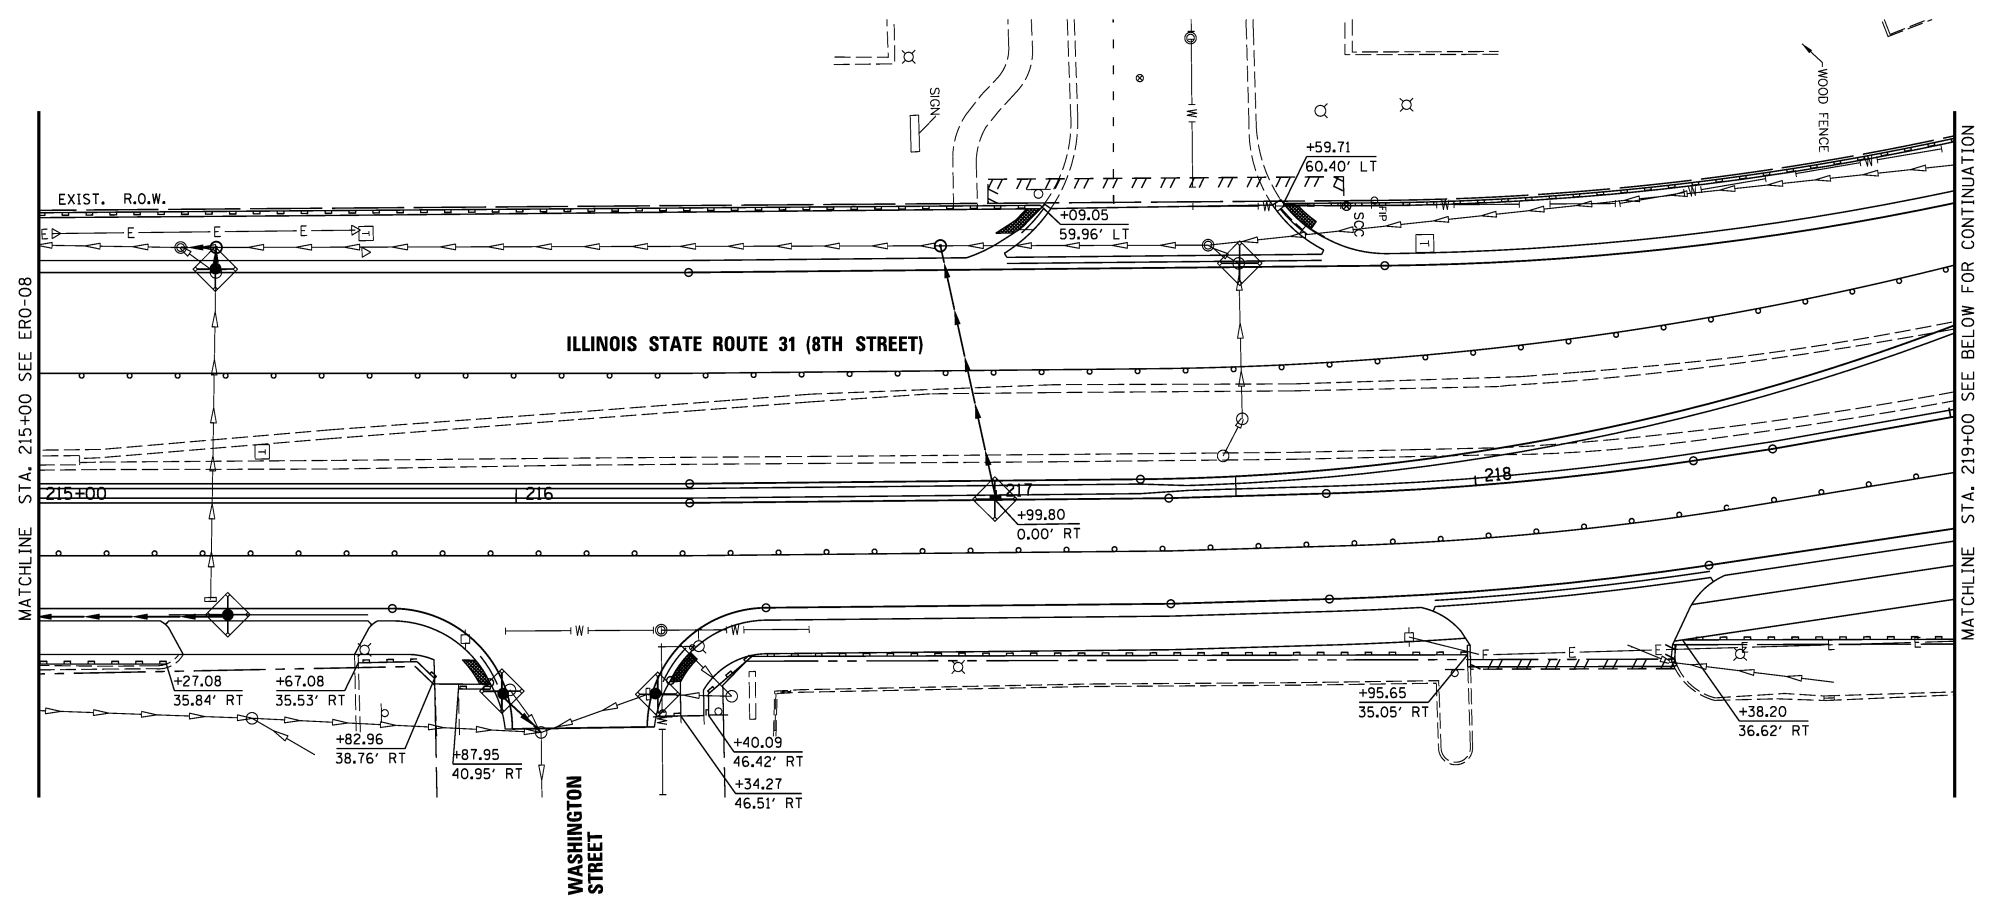 SIGN
WOOD FENCE
W
+59.71
60.40' LT
EXIST. R.O.W.
+09.05
59.96' LT
W
W
W
W
FP
SCC
E
E
E
E
T
T
ILLINOIS STATE ROUTE 31 (8TH STREET)
T
215+00
216
217
218
+99.80
0.00' RT
MATCHLINE STA. 215+00 SEE ERO-08
MATCHLINE STA. 219+00 SEE BELOW FOR CONTINUATION
W
W
W
E
E
E
E
E
+27.08
35.84' RT
+67.08
35.53' RT
+82.96
38.76' RT
+87.95
40.95' RT
+40.09
46.42' RT
+34.27
46.51' RT
+95.65
35.05' RT
+38.20
36.62' RT
WASHINGTON
STREET